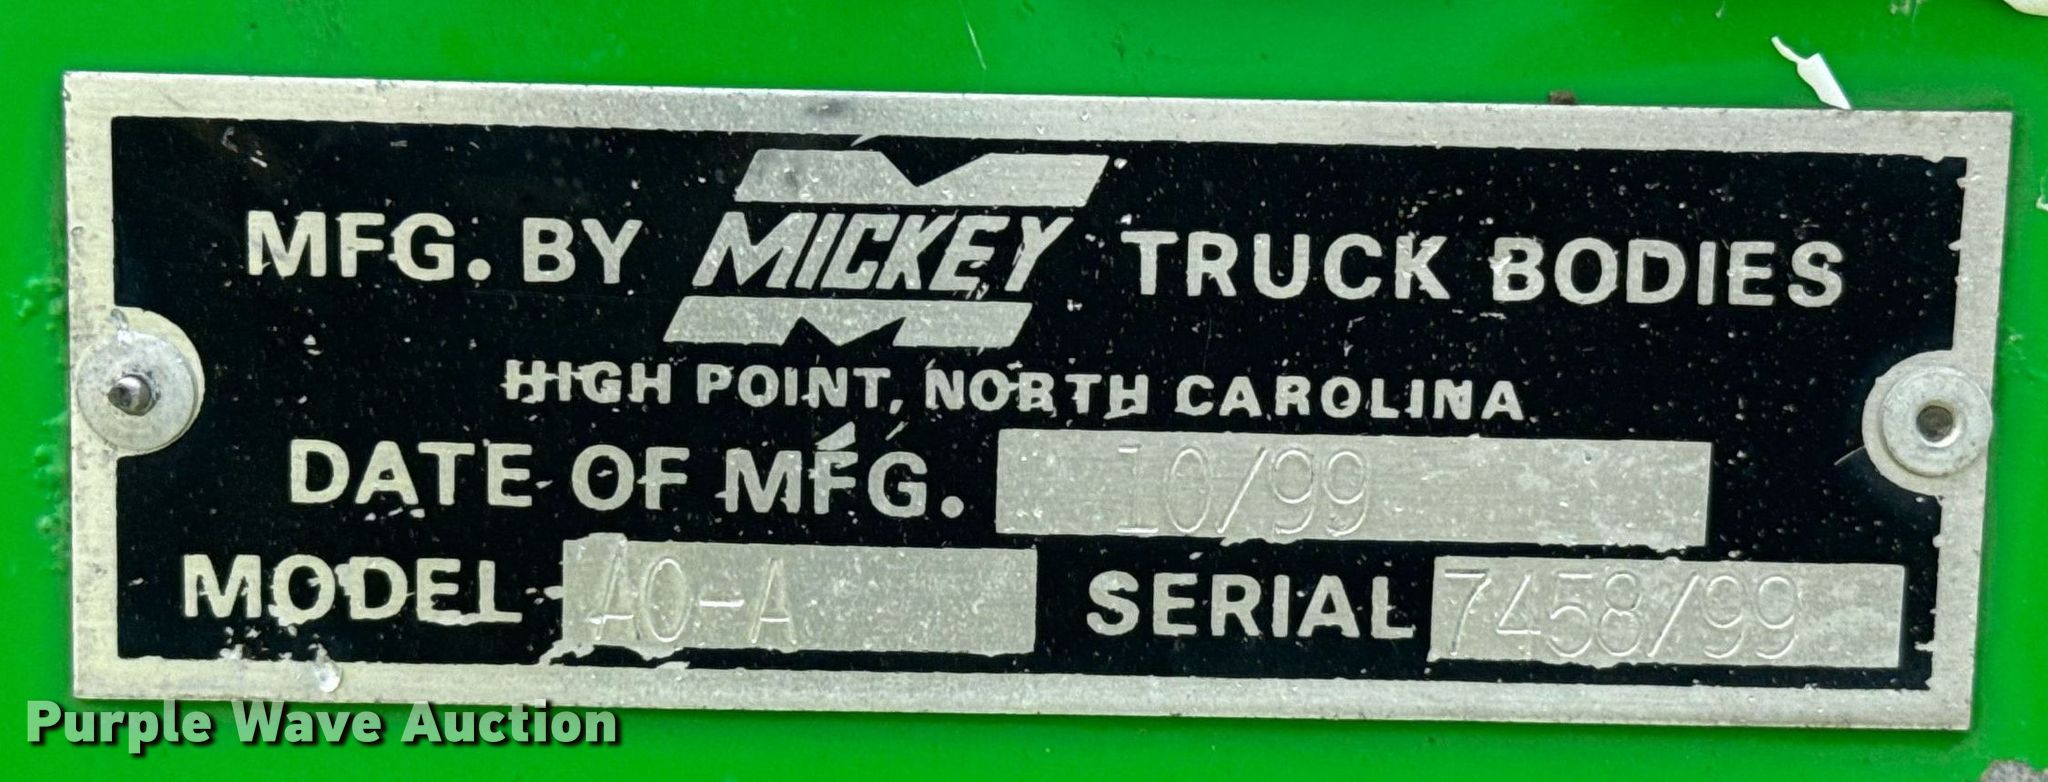 MFG. BY MICKEY TRUCK BODIES
HIGH POINT, NORTH CAROLINA
DATE OF MFG. 10/99
MODEL AO-A SERIAL 7458/99
Purple Wave Auction